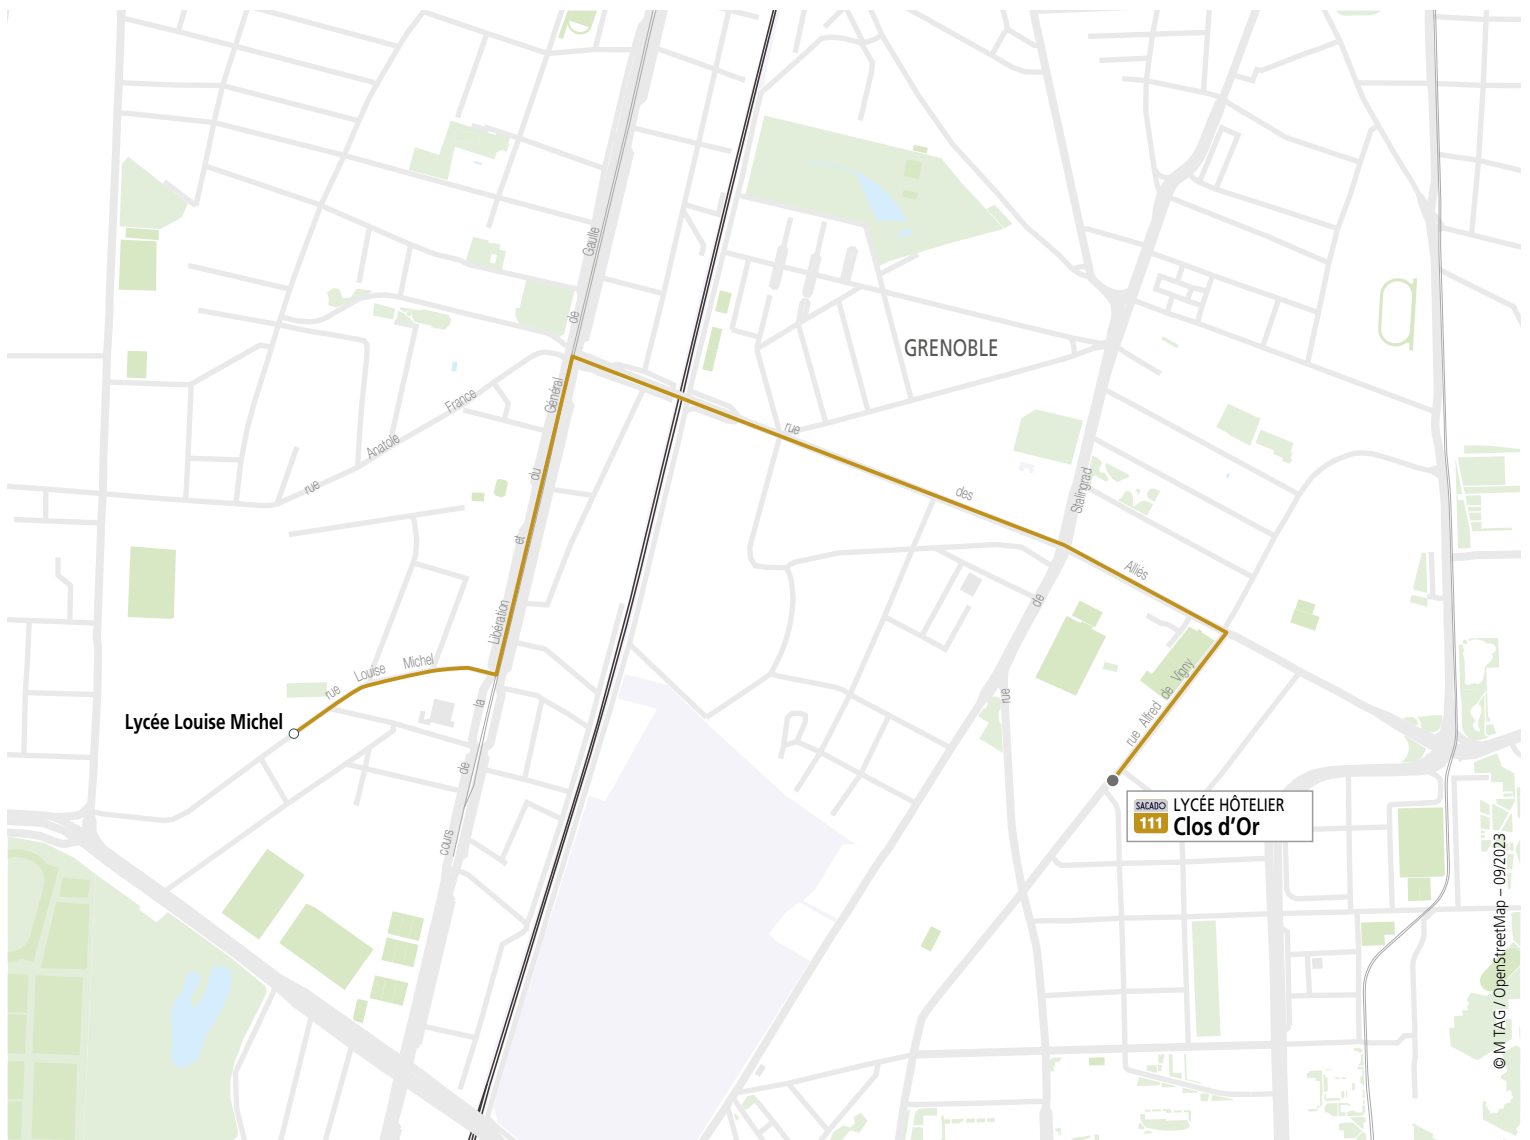 Gaulle
de
GRENOBLE
Général
France
Anatole
rue
rue
du
et
des
Stalingrad
Alliés
de
Libération
rue Louise Michel
la
Lycée Louise Michel
rue
rue Alfred de Vigny
de
cours
SACADO
111
LYCÉE HÔTELIER
Clos d’Or
© M TAG / OpenStreetMap – 09/2023